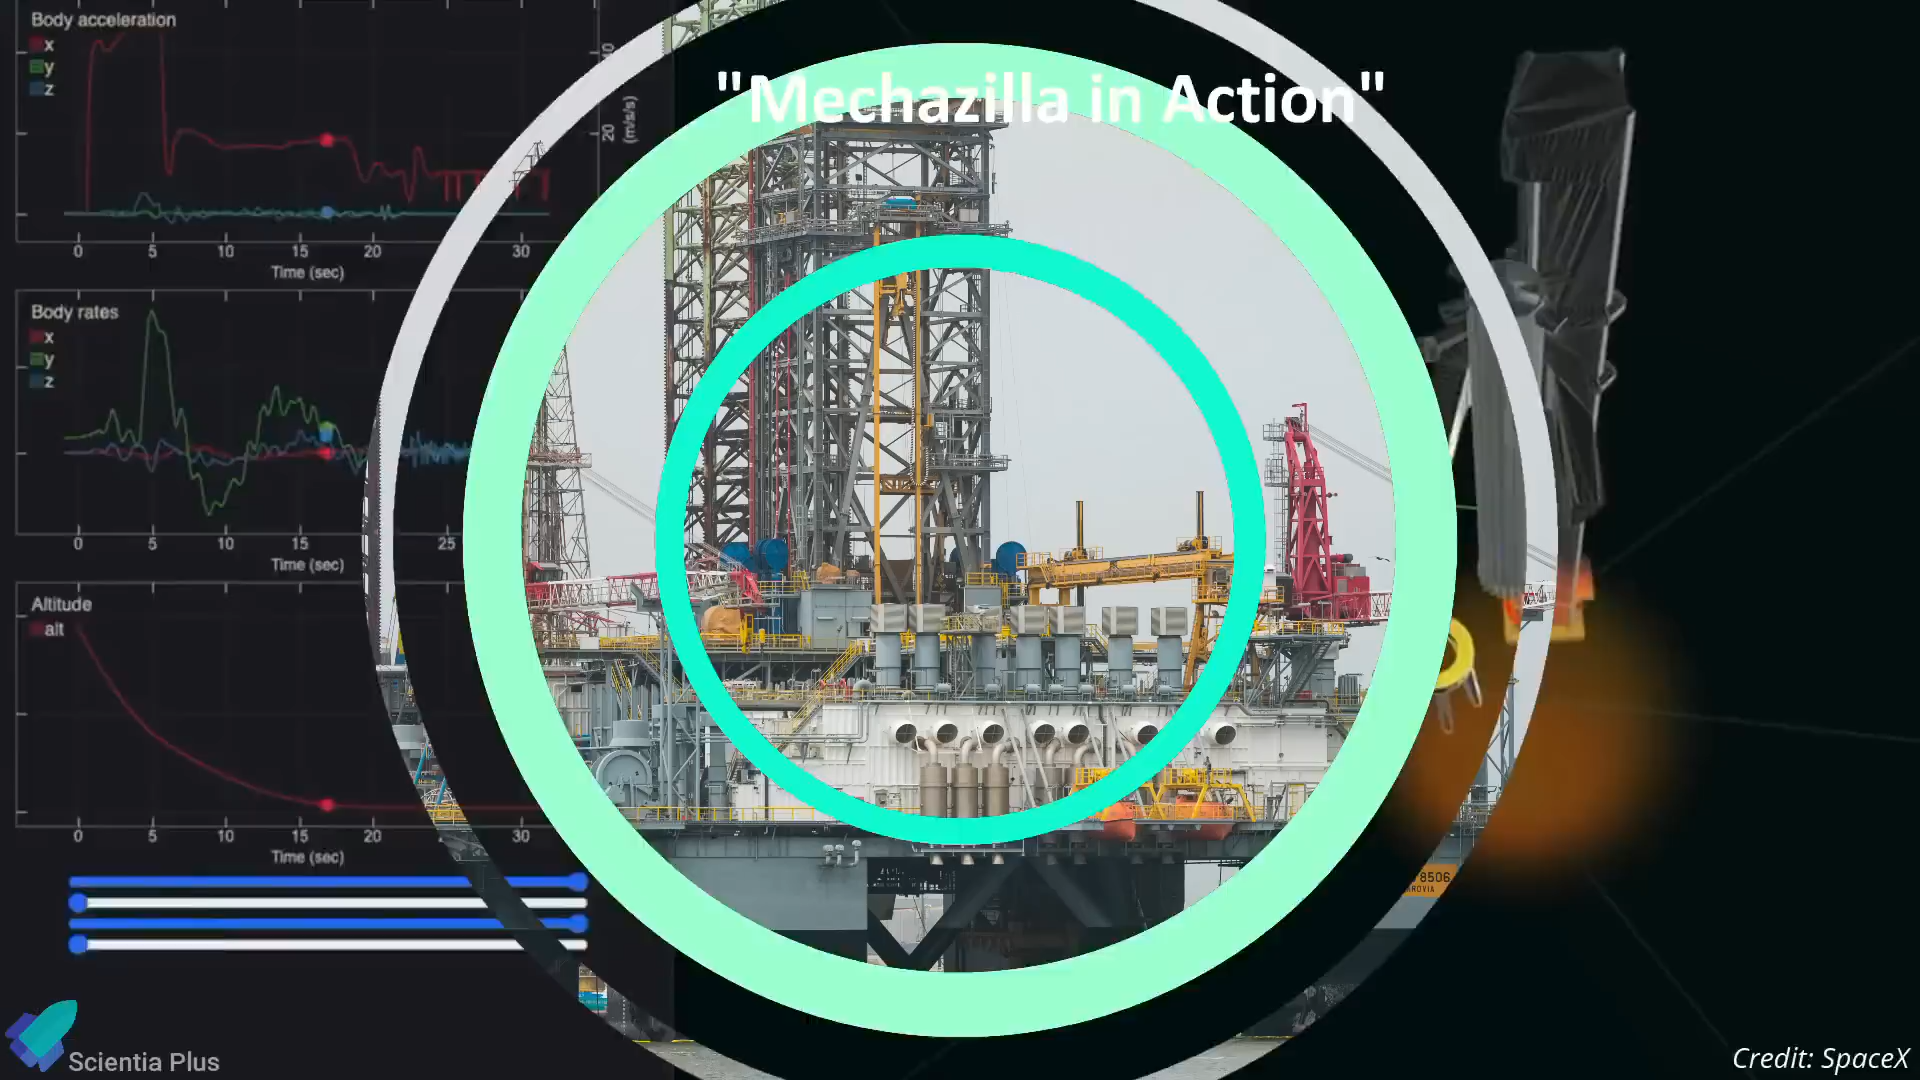 Body acceleration
x
y
z
20
(m/s/s)
0 5 10 15 20 30
Time (sec)
"Mechazilla in Action"
Body rates
x
y
z
0 5 10 15 25
Time (sec)
Altitude
alt
0 5 10 15 20 30
Time (sec)
8506
Scientia Plus
Credit: SpaceX